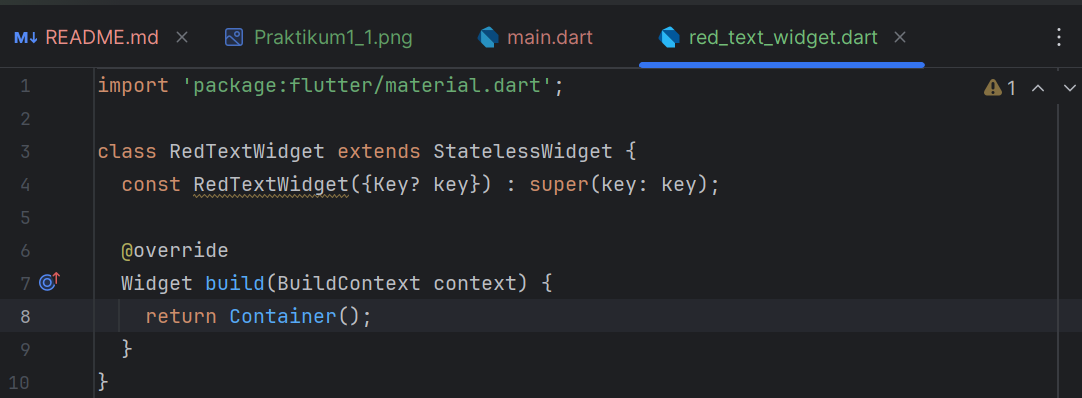 M↓ README.md × Praktikum1_1.png main.dart red_text_widget.dart ×
1 import 'package:flutter/material.dart'; 1
2
3 class RedTextWidget extends StatelessWidget {
4   const RedTextWidget({Key? key}) : super(key: key);
5
6   @override
7   Widget build(BuildContext context) {
8     return Container();
9   }
10 }